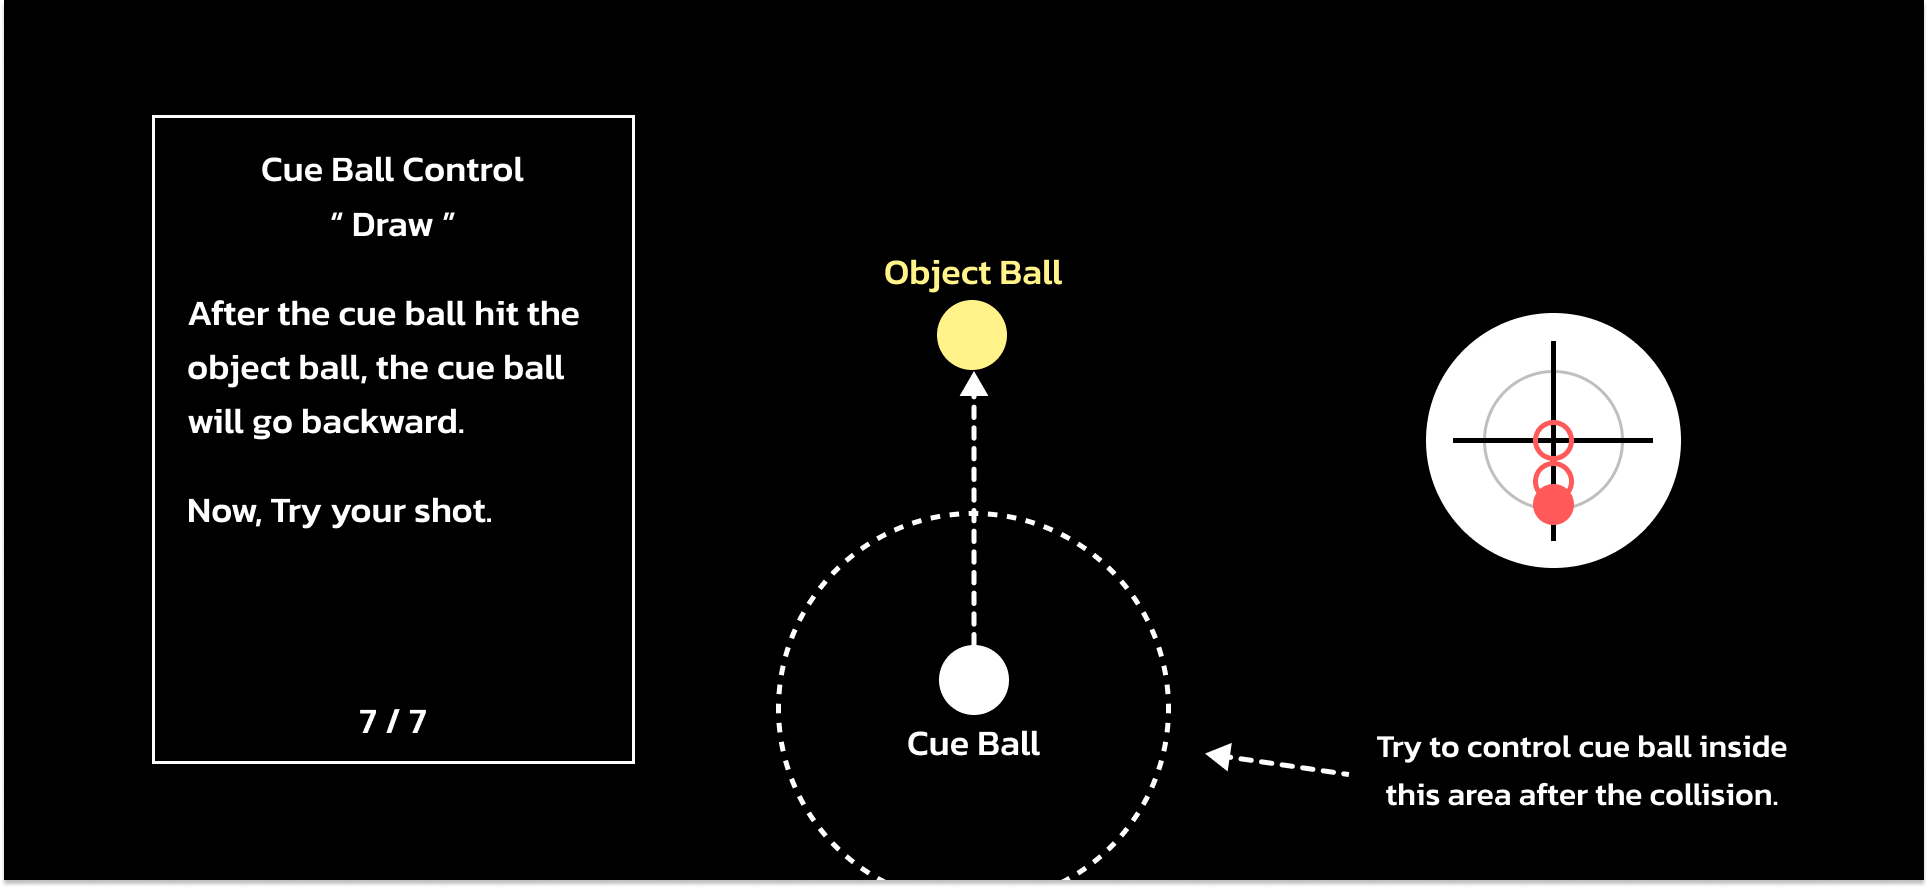 Cue Ball Control
“ Draw ”
After the cue ball hit the
object ball, the cue ball
will go backward.
Now, Try your shot.
7 / 7
Object Ball
Cue Ball
Try to control cue ball inside
this area after the collision.